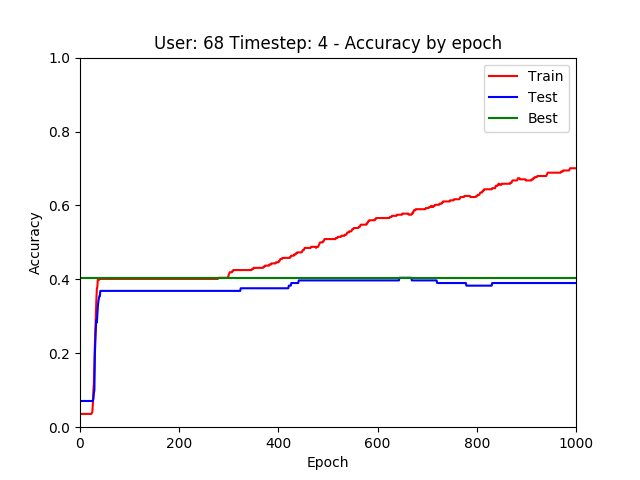 User: 68 Timestep: 4 - Accuracy by epoch
1.0
0.8
0.6
0.4
0.2
0.0
Accuracy
Train
Test
Best
0 200 400 600 800 1000
Epoch